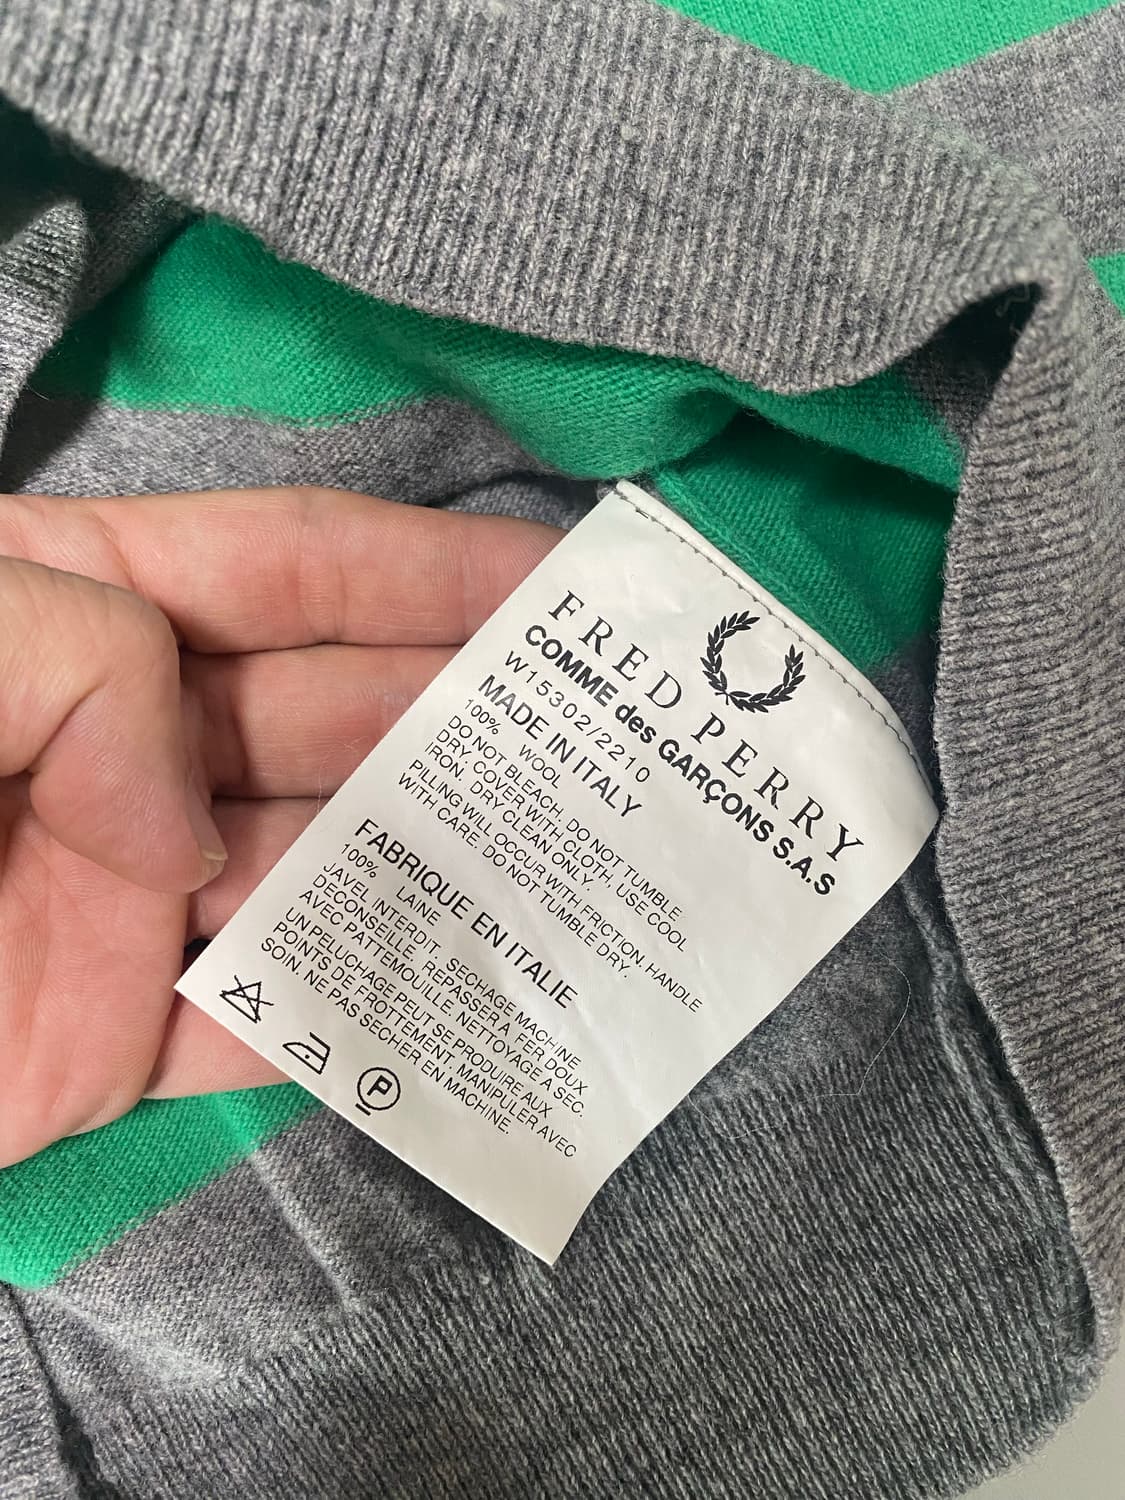 FRED PERRY
COMME des GARÇONS S.A.S
W15302/2210
MADE IN ITALY
100% WOOL
DO NOT BLEACH, DO NOT TUMBLE
DRY, COVER WITH CLOTH, USE COOL
IRON. DRY CLEAN ONLY.
PILLING WILL OCCUR WITH FRICTION. HANDLE
WITH CARE. DO NOT TUMBLE DRY.
FABRIQUE EN ITALIE
100% LAINE
JAVEL INTERDIT, SECHAGE MACHINE
DECONSEILLE, REPASSER A FER DOUX
AVEC PATTEMOUILLE, NETTOYAGE A SEC.
UN PELUCHAGE PEUT SE PRODUIRE AUX
POINTS DE FROTTEMENT. MANIPULER AVEC
SOIN. NE PAS SECHER EN MACHINE.
P